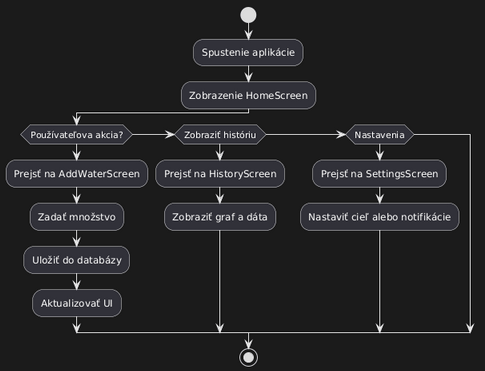 Spustenie aplikácie
Zobrazenie HomeScreen
Používateľova akcia?
Zobraziť históriu
Nastavenia
Prejsť na AddWaterScreen
Prejsť na HistoryScreen
Prejsť na SettingsScreen
Zadať množstvo
Zobraziť graf a dáta
Nastaviť cieľ alebo notifikácie
Uložiť do databázy
Aktualizovať UI